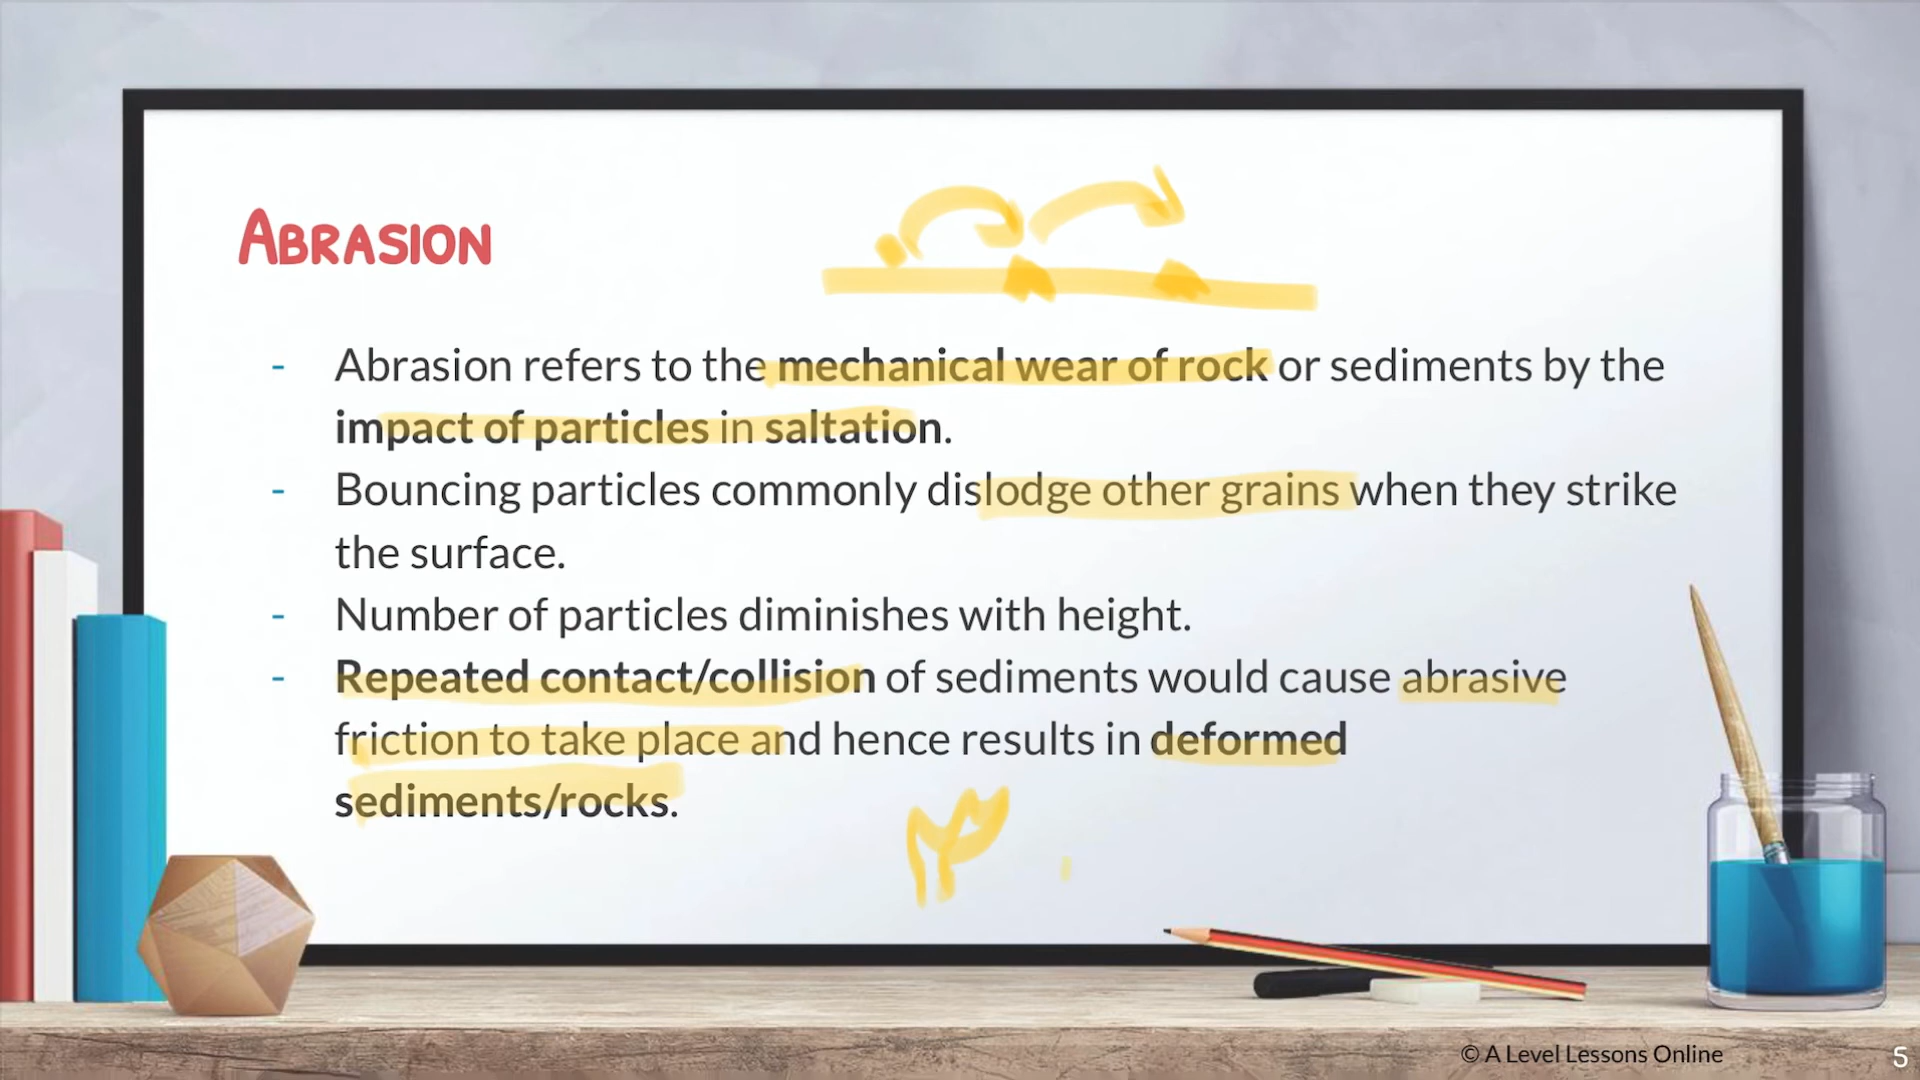 ABRASION
- Abrasion refers to the mechanical wear of rock or sediments by the
impact of particles in saltation.
- Bouncing particles commonly dislodge other grains when they strike
the surface.
- Number of particles diminishes with height.
- Repeated contact/collision of sediments would cause abrasive
friction to take place and hence results in deformed
sediments/rocks.
© A Level Lessons Online
5